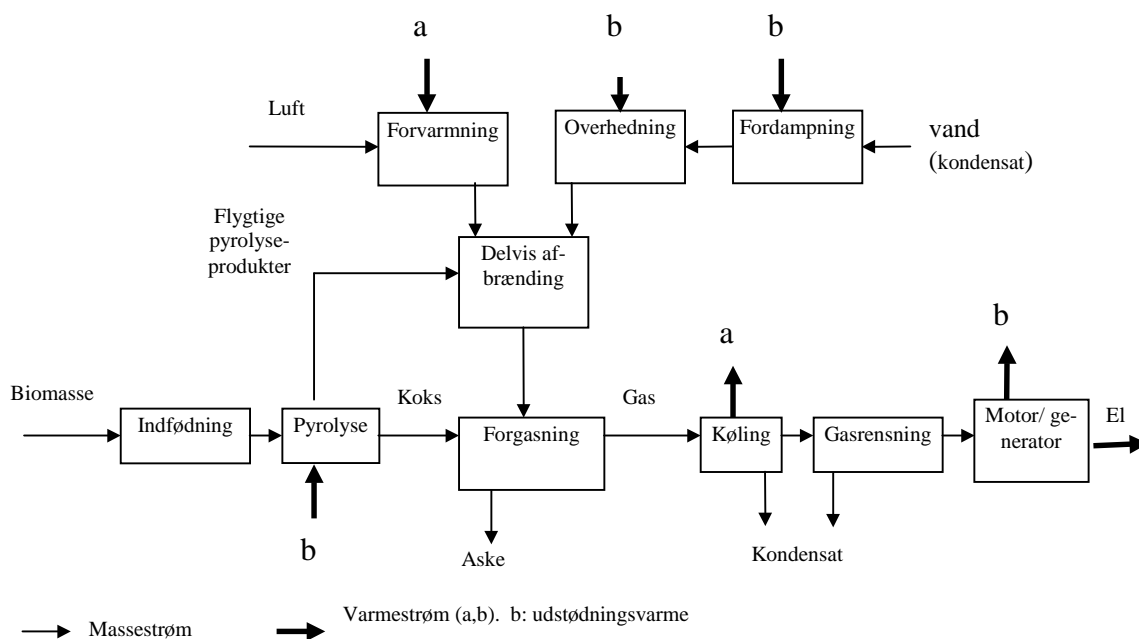 a
b
b
Luft
Forvarmning
Overhedning
Fordampning
vand
(kondensat)
Flygtige
pyrolyse-
produkter
Delvis af-
brænding
a
b
Biomasse
Indfødning
Pyrolyse
Koks
Forgasning
Gas
Køling
Gasrensning
Motor/ ge-
nerator
El
b
Aske
Kondensat
Massestrøm
Varmestrøm (a,b). b: udstødningsvarme